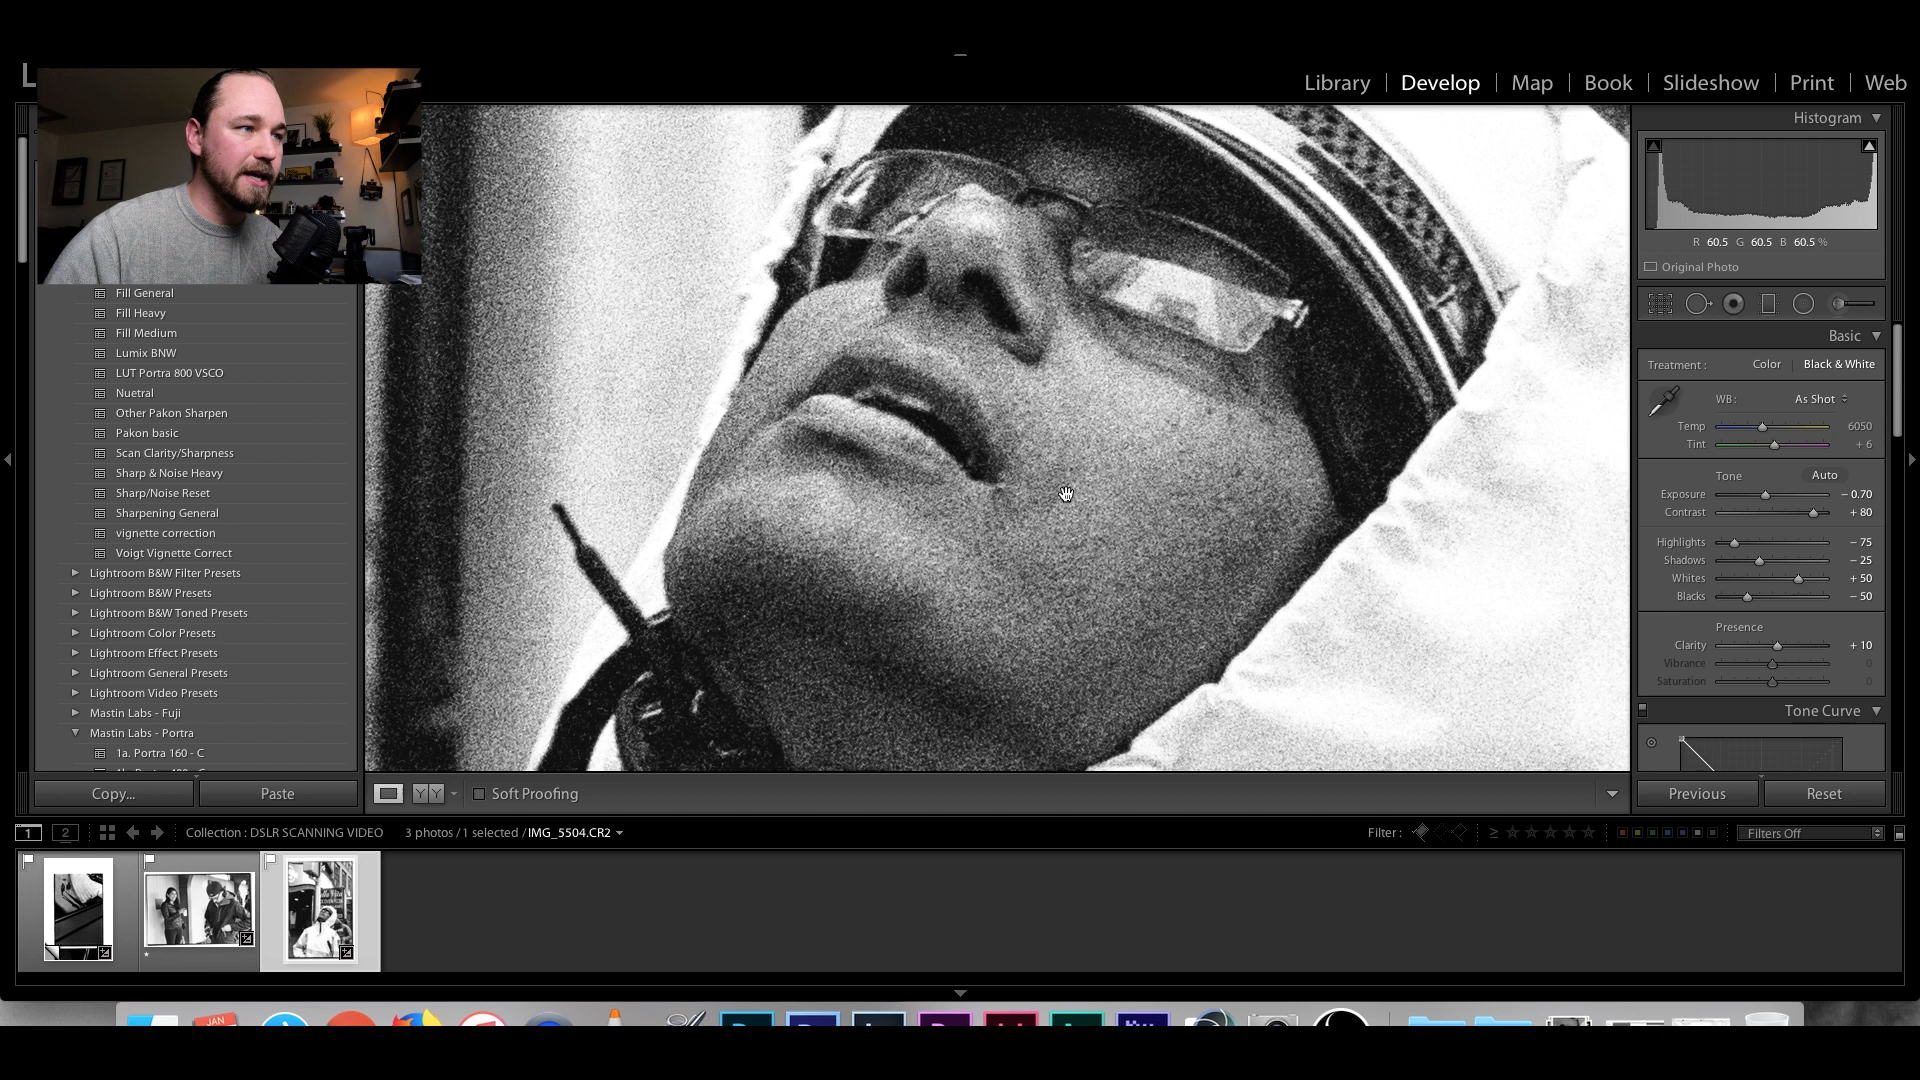 L
Library | Develop | Map | Book | Slideshow | Print | Web
Histogram
R 60.5 G 60.5 B 60.5 %
Original Photo
Basic
Treatment : Color | Black & White
WB : As Shot
Temp 6050
Tint + 6
Tone Auto
Exposure − 0.70
Contrast + 80
Highlights − 75
Shadows − 25
Whites + 50
Blacks − 50
Presence
Clarity + 10
Vibrance 0
Saturation 0
Tone Curve
Previous Reset
Fill General
Fill Heavy
Fill Medium
Lumix BNW
LUT Portra 800 VSCO
Nuetral
Other Pakon Sharpen
Pakon basic
Scan Clarity/Sharpness
Sharp & Noise Heavy
Sharp/Noise Reset
Sharpening General
vignette correction
Voigt Vignette Correct
Lightroom B&W Filter Presets
Lightroom B&W Presets
Lightroom B&W Toned Presets
Lightroom Color Presets
Lightroom Effect Presets
Lightroom General Presets
Lightroom Video Presets
Mastin Labs - Fuji
Mastin Labs - Portra
1a. Portra 160 - C
Copy... Paste
Y Y Soft Proofing
1 2 Collection : DSLR SCANNING VIDEO 3 photos / 1 selected / IMG_5504.CR2 Filter : ≥ Filters Off
JAN